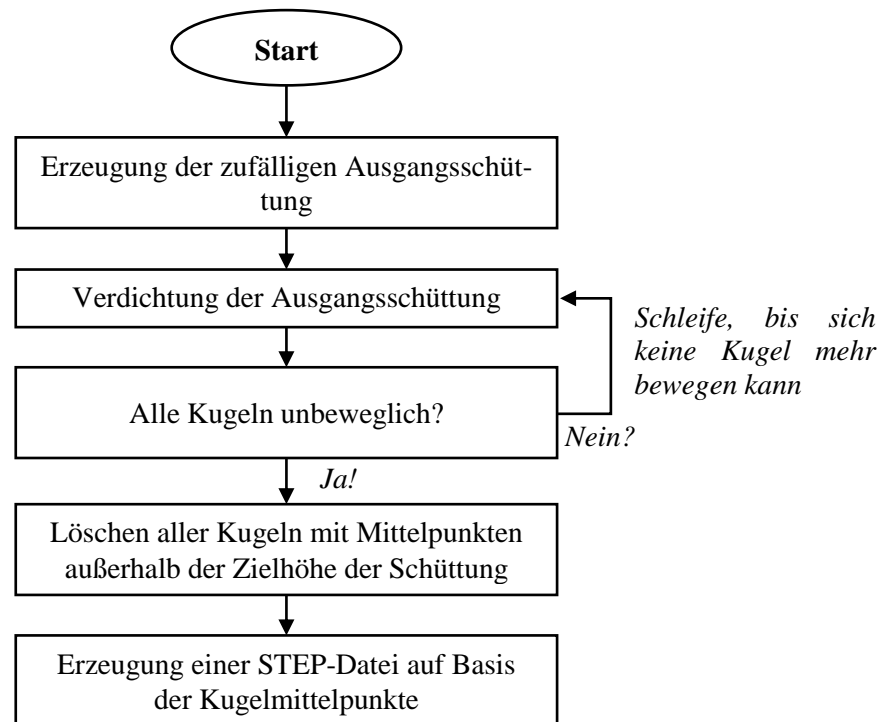 Start
Erzeugung der zufälligen Ausgangsschüt-
tung
Verdichtung der Ausgangsschüttung
Schleife, bis sich
keine Kugel mehr
bewegen kann
Alle Kugeln unbeweglich?
Nein?
Ja!
Löschen aller Kugeln mit Mittelpunkten
außerhalb der Zielhöhe der Schüttung
Erzeugung einer STEP-Datei auf Basis
der Kugelmittelpunkte